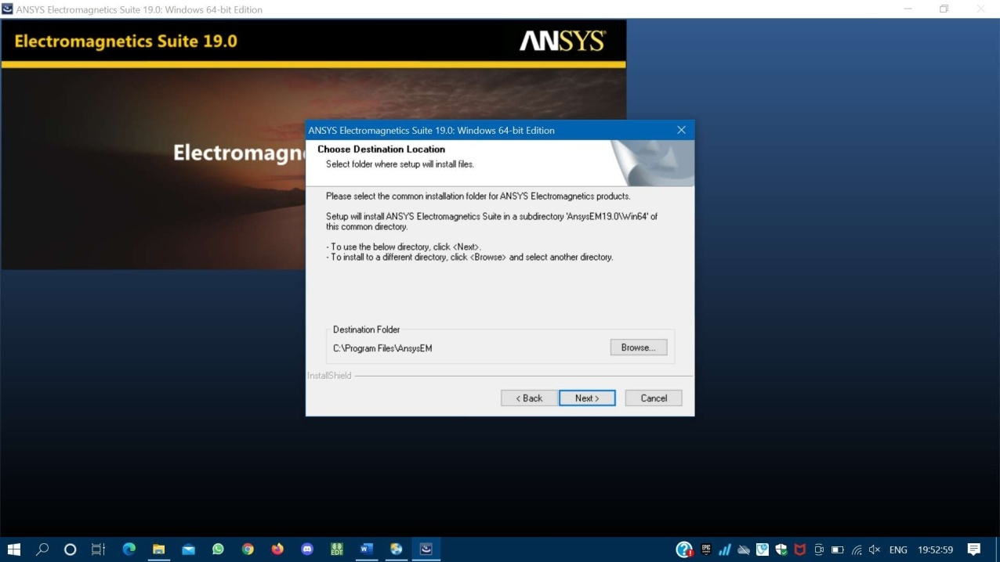 ANSYS Electromagnetics Suite 19.0: Windows 64-bit Edition
Electromagnetics Suite 19.0
ANSYS
Electromagn
ANSYS Electromagnetics Suite 19.0: Windows 64-bit Edition
Choose Destination Location
Select folder where setup will install files.
Please select the common installation folder for ANSYS Electromagnetics products.
Setup will install ANSYS Electromagnetics Suite in a subdirectory 'AnsysEM19.0\Win64' of
this common directory.
- To use the below directory, click <Next>.
- To install to a different directory, click <Browse> and select another directory.
Destination Folder
C:\Program Files\AnsysEM
Browse...
InstallShield
< Back
Next >
Cancel
EDT
W
EPIC
ENG
19:52:59